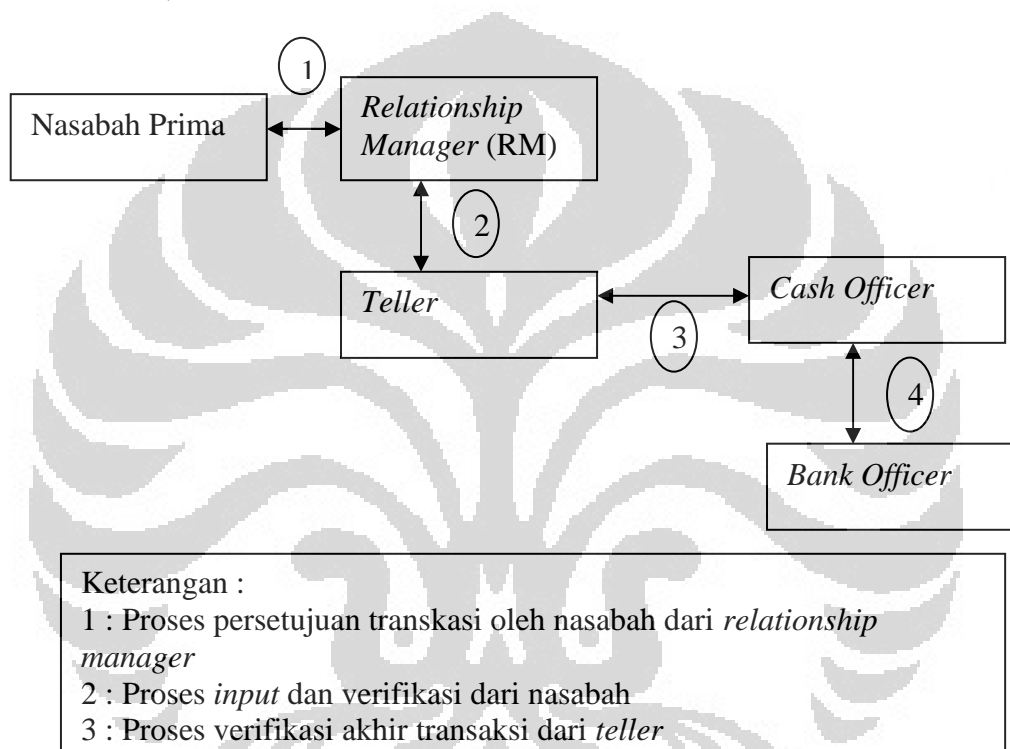 1
Nasabah Prima
Relationship
Manager (RM)
2
Teller
Cash Officer
3
4
Bank Officer
Keterangan :
1 : Proses persetujuan transkasi oleh nasabah dari relationship
manager
2 : Proses input dan verifikasi dari nasabah
3 : Proses verifikasi akhir transaksi dari teller